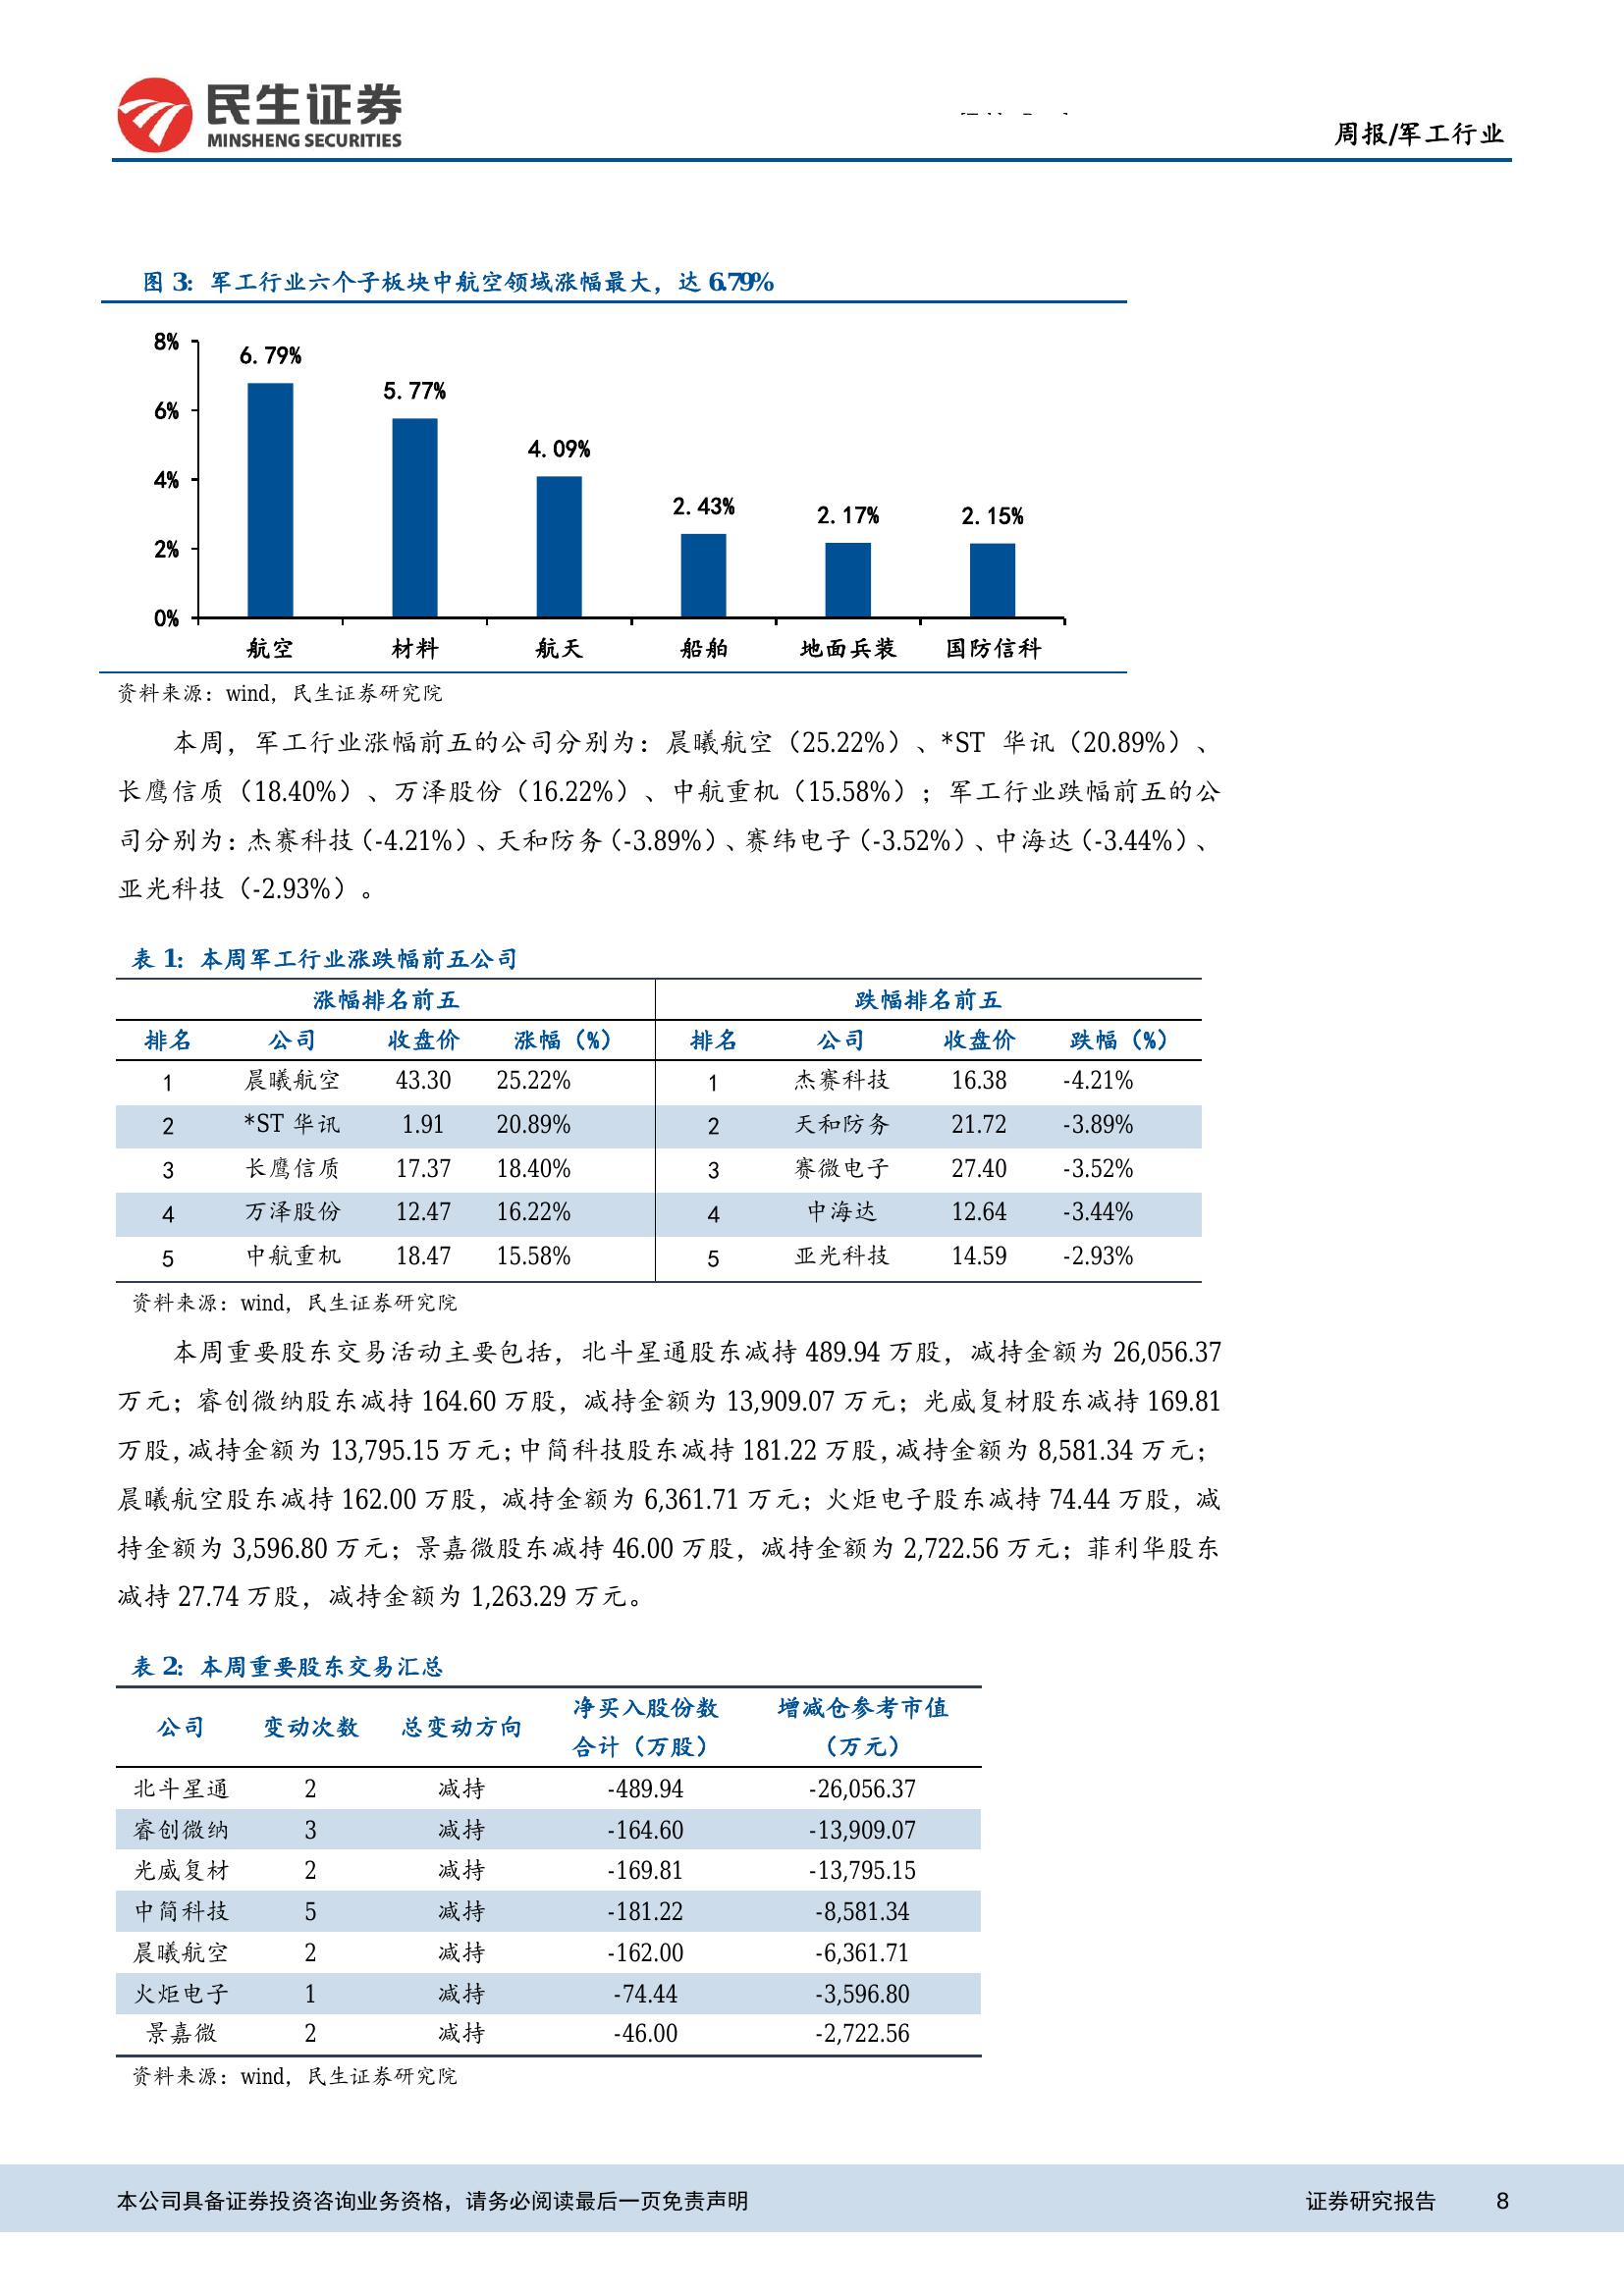 民生证券
MINSHENG SECURITIES
周报/军工行业
图 3：军工行业六个子板块中航空领域涨幅最大，达 6.79%
8%
6%
4%
2%
0%
6.79%
5.77%
4.09%
2.43%
2.17%
2.15%
航空 材料 航天 船舶 地面兵装 国防信科
资料来源：wind，民生证券研究院
本周，军工行业涨幅前五的公司分别为：晨曦航空（25.22%）、*ST 华讯（20.89%）、
长鹰信质（18.40%）、万泽股份（16.22%）、中航重机（15.58%）；军工行业跌幅前五的公
司分别为：杰赛科技（-4.21%）、天和防务（-3.89%）、赛纬电子（-3.52%）、中海达（-3.44%）、
亚光科技（-2.93%）。
表 1：本周军工行业涨跌幅前五公司
涨幅排名前五 跌幅排名前五
排名 公司 收盘价 涨幅（%） 排名 公司 收盘价 跌幅（%）
1 晨曦航空 43.30 25.22% 1 杰赛科技 16.38 -4.21%
2 *ST 华讯 1.91 20.89% 2 天和防务 21.72 -3.89%
3 长鹰信质 17.37 18.40% 3 赛微电子 27.40 -3.52%
4 万泽股份 12.47 16.22% 4 中海达 12.64 -3.44%
5 中航重机 18.47 15.58% 5 亚光科技 14.59 -2.93%
资料来源：wind，民生证券研究院
本周重要股东交易活动主要包括，北斗星通股东减持 489.94 万股，减持金额为 26,056.37
万元；睿创微纳股东减持 164.60 万股，减持金额为 13,909.07 万元；光威复材股东减持 169.81
万股，减持金额为 13,795.15 万元；中简科技股东减持 181.22 万股，减持金额为 8,581.34 万元；
晨曦航空股东减持 162.00 万股，减持金额为 6,361.71 万元；火炬电子股东减持 74.44 万股，减
持金额为 3,596.80 万元；景嘉微股东减持 46.00 万股，减持金额为 2,722.56 万元；菲利华股东
减持 27.74 万股，减持金额为 1,263.29 万元。
表 2：本周重要股东交易汇总
公司 变动次数 总变动方向 净买入股份数 增减仓参考市值
合计（万股） （万元）
北斗星通 2 减持 -489.94 -26,056.37
睿创微纳 3 减持 -164.60 -13,909.07
光威复材 2 减持 -169.81 -13,795.15
中简科技 5 减持 -181.22 -8,581.34
晨曦航空 2 减持 -162.00 -6,361.71
火炬电子 1 减持 -74.44 -3,596.80
景嘉微 2 减持 -46.00 -2,722.56
资料来源：wind，民生证券研究院
本公司具备证券投资咨询业务资格，请务必阅读最后一页免责声明 证券研究报告 8